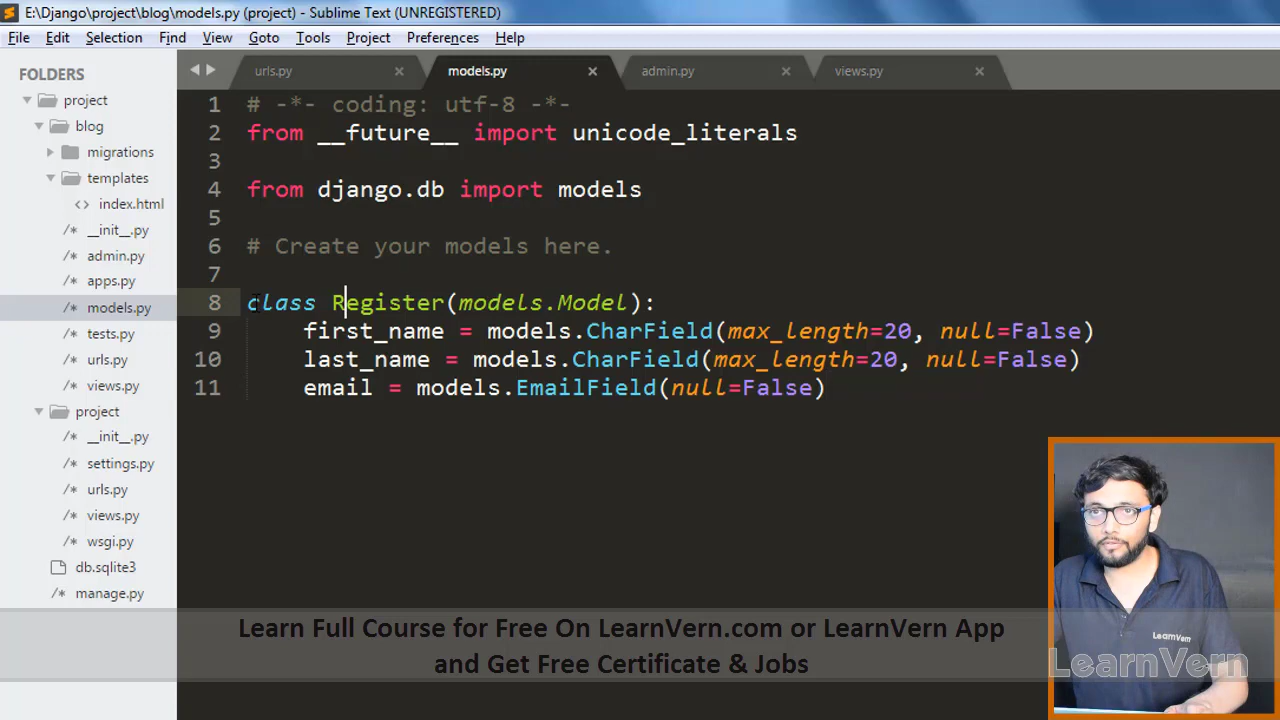 E:\Django\project\blog\models.py (project) - Sublime Text (UNREGISTERED)
File Edit Selection Find View Goto Tools Project Preferences Help
FOLDERS
project
blog
migrations
templates
<> index.html
/* __init__.py
/* admin.py
/* apps.py
/* models.py
/* tests.py
/* urls.py
/* views.py
project
/* __init__.py
/* settings.py
/* urls.py
/* views.py
/* wsgi.py
db.sqlite3
/* manage.py
urls.py × models.py × admin.py × views.py ×
1 # -*- coding: utf-8 -*-
2 from __future__ import unicode_literals
3
4 from django.db import models
5
6 # Create your models here.
7
8 class Register(models.Model):
9 first_name = models.CharField(max_length=20, null=False)
10 last_name = models.CharField(max_length=20, null=False)
11 email = models.EmailField(null=False)
LearnVern
Learn Full Course for Free On LearnVern.com or LearnVern App
and Get Free Certificate & Jobs
LearnVern